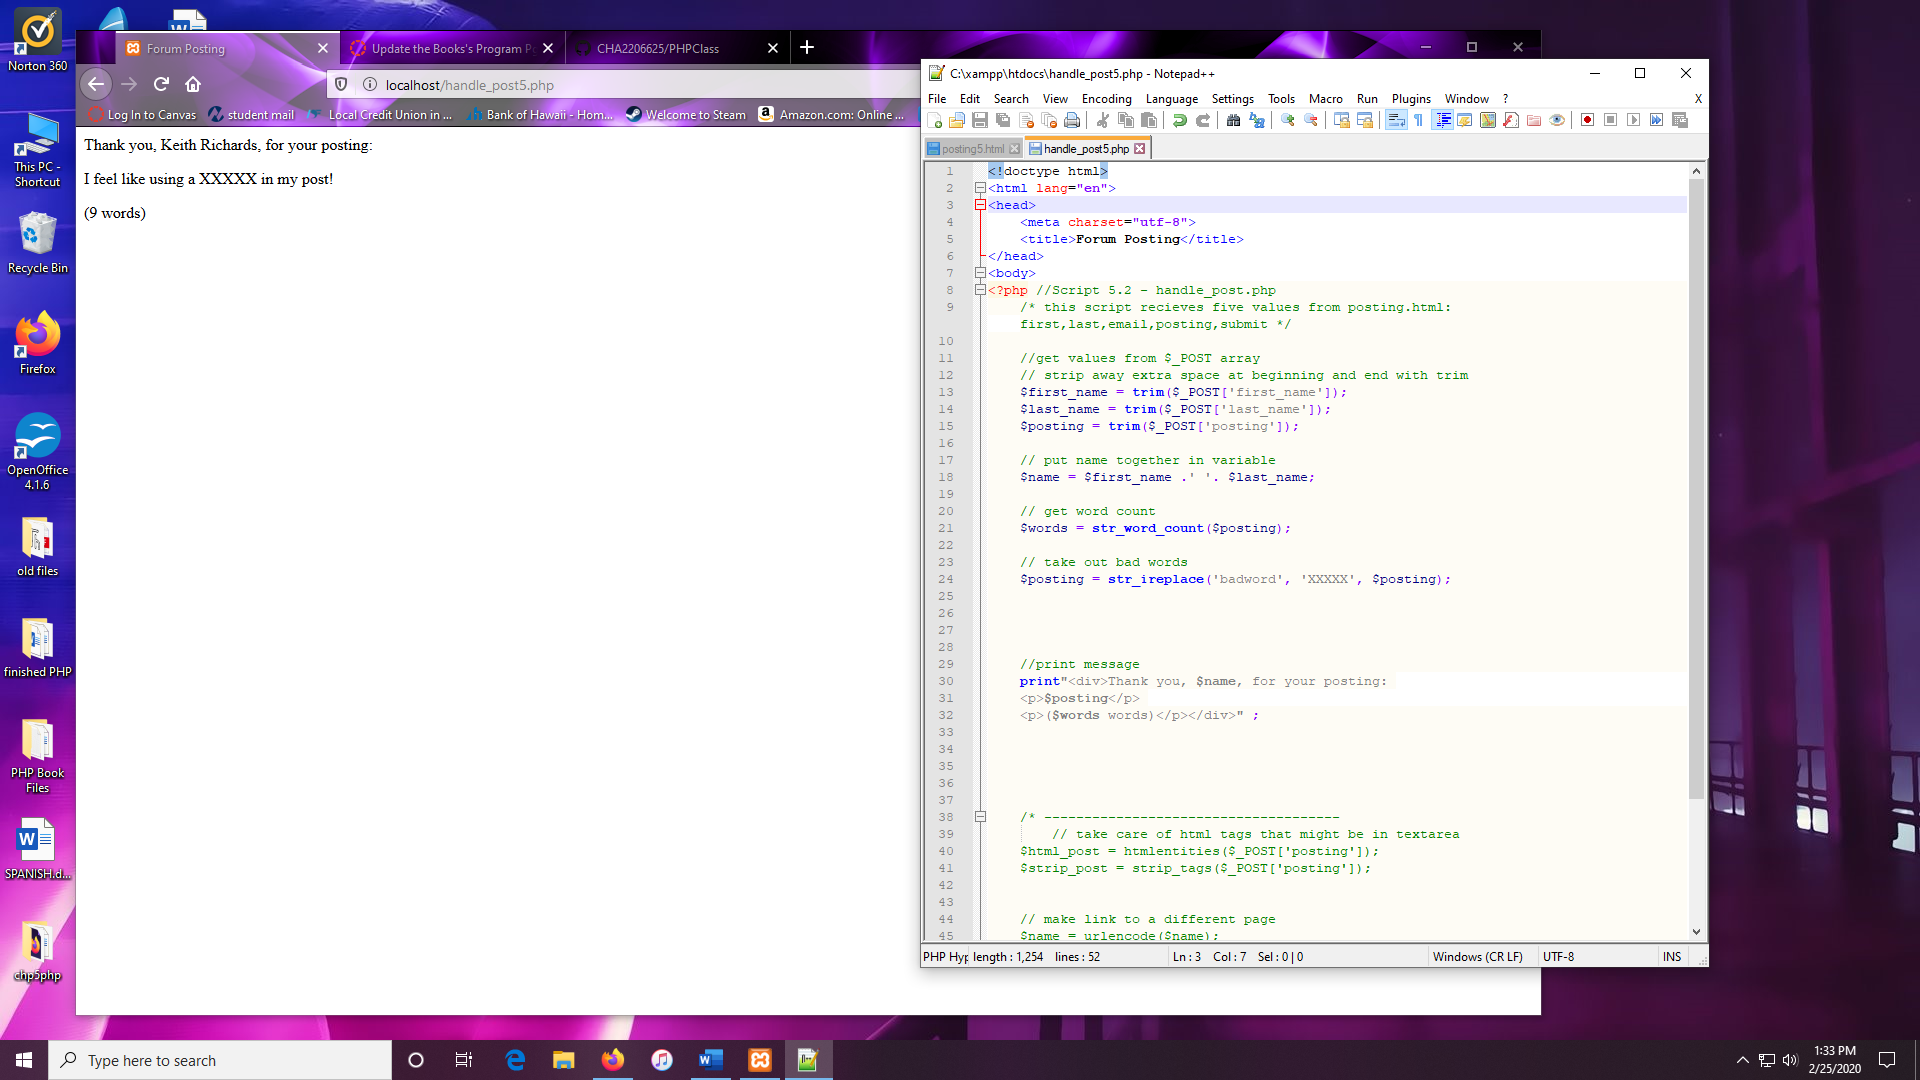 Norton 360
This PC -
Shortcut
Recycle Bin
Firefox
OpenOffice
4.1.6
old files
finished PHP
PHP Book
Files
SPANISH.d...
chp5php
Forum Posting
Update the Books's Program P
CHA2206625/PHPClass
localhost/handle_post5.php
Log In to Canvas
student mail
Local Credit Union in ...
Bank of Hawaii - Hom...
Welcome to Steam
Amazon.com: Online ...
Thank you, Keith Richards, for your posting:
I feel like using a XXXXX in my post!
(9 words)
C:\xampp\htdocs\handle_post5.php - Notepad++
File Edit Search View Encoding Language Settings Tools Macro Run Plugins Window ? X
posting5.html handle_post5.php
1 <!doctype html>
2 <html lang="en">
3 <head>
4 <meta charset="utf-8">
5 <title>Forum Posting</title>
6 </head>
7 <body>
8 <?php //Script 5.2 - handle_post.php
9 /* this script recieves five values from posting.html:
first,last,email,posting,submit */
10
11 //get values from $_POST array
12 // strip away extra space at beginning and end with trim
13 $first_name = trim($_POST['first_name']);
14 $last_name = trim($_POST['last_name']);
15 $posting = trim($_POST['posting']);
16
17 // put name together in variable
18 $name = $first_name .' '. $last_name;
19
20 // get word count
21 $words = str_word_count($posting);
22
23 // take out bad words
24 $posting = str_ireplace('badword', 'XXXXX', $posting);
25
26
27
28
29 //print message
30 print"<div>Thank you, $name, for your posting:
31 <p>$posting</p>
32 <p>($words words)</p></div>" ;
33
34
35
36
37
38 /* -------------------------------------
39 // take care of html tags that might be in textarea
40 $html_post = htmlentities($_POST['posting']);
41 $strip_post = strip_tags($_POST['posting']);
42
43
44 // make link to a different page
45 $name = urlencode($name);
PHP Hyp length : 1,254 lines : 52 Ln : 3 Col : 7 Sel : 0 | 0 Windows (CR LF) UTF-8 INS
Type here to search
1:33 PM
2/25/2020